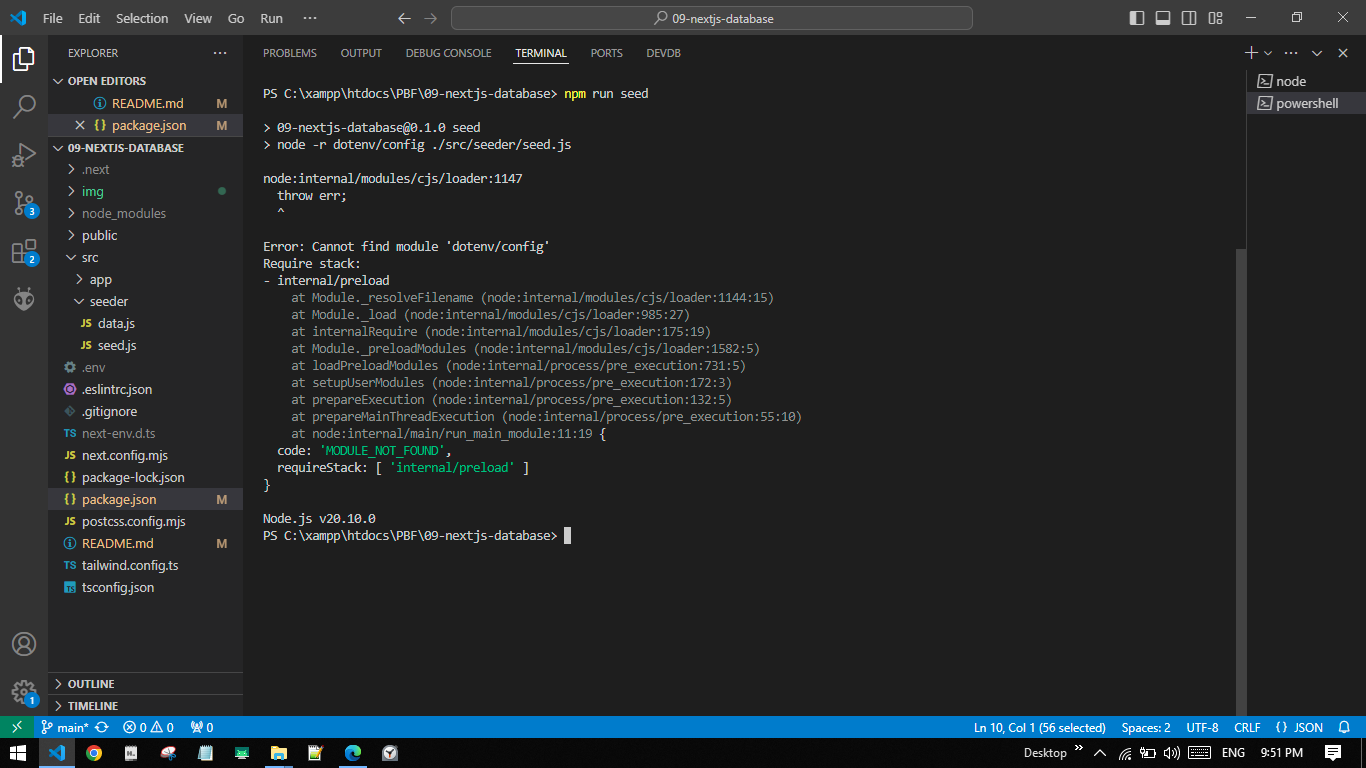 File Edit Selection View Go Run ···
09-nextjs-database
EXPLORER
OPEN EDITORS
README.md M
package.json M
09-NEXTJS-DATABASE
.next
img
node_modules
public
src
app
seeder
JS data.js
JS seed.js
.env
.eslintrc.json
.gitignore
TS next-env.d.ts
JS next.config.mjs
{} package-lock.json
{} package.json M
JS postcss.config.mjs
README.md M
TS tailwind.config.ts
TS tsconfig.json
OUTLINE
TIMELINE
3
2
1
PROBLEMS OUTPUT DEBUG CONSOLE TERMINAL PORTS DEVDB
PS C:\xampp\htdocs\PBF\09-nextjs-database> npm run seed
> 09-nextjs-database@0.1.0 seed
> node -r dotenv/config ./src/seeder/seed.js
node:internal/modules/cjs/loader:1147
throw err;
^
Error: Cannot find module 'dotenv/config'
Require stack:
- internal/preload
at Module._resolveFilename (node:internal/modules/cjs/loader:1144:15)
at Module._load (node:internal/modules/cjs/loader:985:27)
at internalRequire (node:internal/modules/cjs/loader:175:19)
at Module._preloadModules (node:internal/modules/cjs/loader:1582:5)
at loadPreloadModules (node:internal/process/pre_execution:731:5)
at setupUserModules (node:internal/process/pre_execution:172:3)
at prepareExecution (node:internal/process/pre_execution:132:5)
at prepareMainThreadExecution (node:internal/process/pre_execution:55:10)
at node:internal/main/run_main_module:11:19 {
code: 'MODULE_NOT_FOUND',
requireStack: [ 'internal/preload' ]
}
Node.js v20.10.0
PS C:\xampp\htdocs\PBF\09-nextjs-database>
node
powershell
main* 0 0 0 Ln 10, Col 1 (56 selected) Spaces: 2 UTF-8 CRLF {} JSON
Desktop ENG 9:51 PM